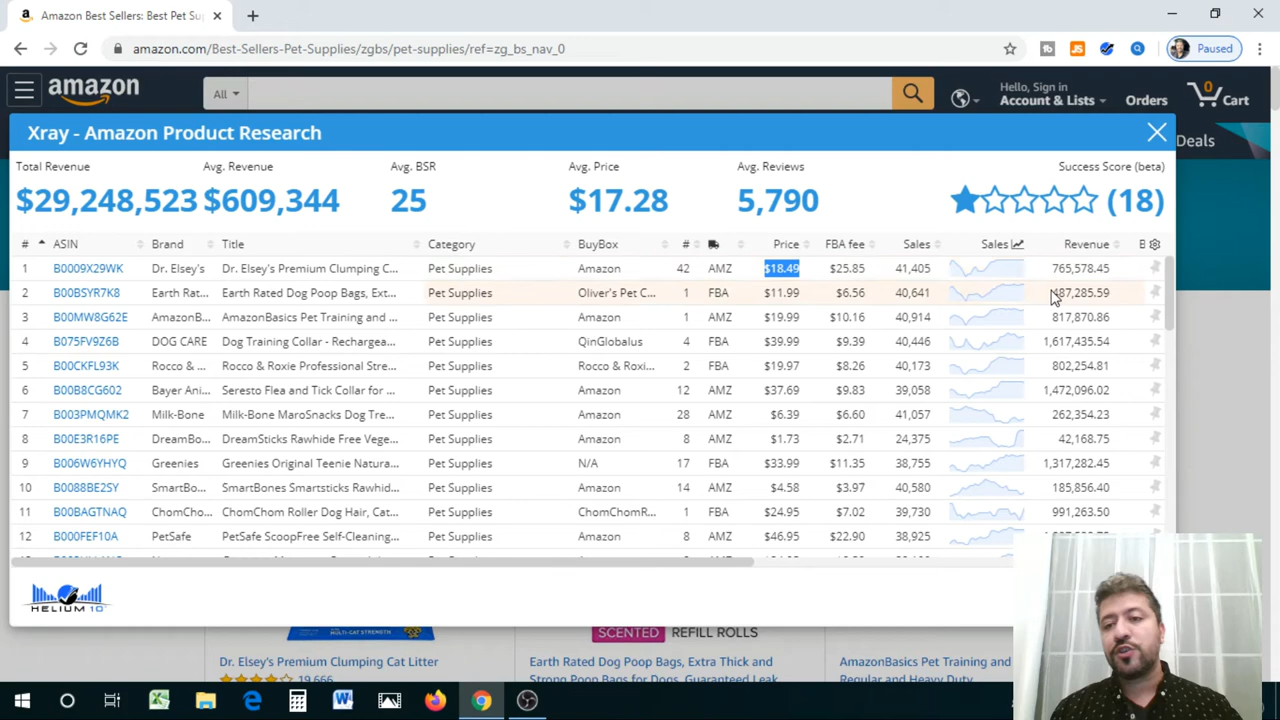 Amazon Best Sellers: Best Pet Su
amazon.com/Best-Sellers-Pet-Supplies/zgbs/pet-supplies/ref=zg_bs_nav_0
Paused
amazon
All
Hello, Sign in
Account & Lists
Orders
0
Cart
Deals
Xray - Amazon Product Research
Total Revenue Avg. Revenue Avg. BSR Avg. Price Avg. Reviews Success Score (beta)
$29,248,523 $609,344 25 $17.28 5,790 (18)
# ASIN Brand Title Category BuyBox # Price FBA fee Sales Sales Revenue B
1 B0009X29WK Dr. Elsey's Dr. Elsey's Premium Clumping C... Pet Supplies Amazon 42 AMZ $18.49 $25.85 41,405 765,578.45
2 B00BSYR7K8 Earth Rat... Earth Rated Dog Poop Bags, Ext... Pet Supplies Oliver's Pet C... 1 FBA $11.99 $6.56 40,641 487,285.59
3 B00MW8G62E AmazonB... AmazonBasics Pet Training and ... Pet Supplies Amazon 1 AMZ $19.99 $10.16 40,914 817,870.86
4 B075FV9Z6B DOG CARE Dog Training Collar - Rechargea... Pet Supplies QinGlobalus 4 FBA $39.99 $9.39 40,446 1,617,435.54
5 B00CKFL93K Rocco & ... Rocco & Roxie Professional Stre... Pet Supplies Rocco & Roxi... 2 FBA $19.97 $8.26 40,173 802,254.81
6 B00B8CG602 Bayer Ani... Seresto Flea and Tick Collar for ... Pet Supplies Amazon 12 AMZ $37.69 $9.83 39,058 1,472,096.02
7 B003PMQMK2 Milk-Bone Milk-Bone MaroSnacks Dog Tre... Pet Supplies Amazon 28 AMZ $6.39 $6.60 41,057 262,354.23
8 B00E3R16PE DreamBo... DreamSticks Rawhide Free Vege... Pet Supplies Amazon 8 AMZ $1.73 $2.71 24,375 42,168.75
9 B006W6YHYQ Greenies Greenies Original Teenie Natura... Pet Supplies N/A 17 FBA $33.99 $11.35 38,755 1,317,282.45
10 B0088BE2SY SmartBo... SmartBones Smartsticks Rawhid... Pet Supplies Amazon 14 AMZ $4.58 $3.97 40,580 185,856.40
11 B00BAGTNAQ ChomCho... ChomChom Roller Dog Hair, Cat... Pet Supplies ChomChomR... 1 FBA $24.95 $7.02 39,730 991,263.50
12 B000FEF10A PetSafe PetSafe ScoopFree Self-Cleaning... Pet Supplies Amazon 8 AMZ $46.95 $22.90 38,925
HELIUM 10
MULTI-CAT STRENGTH
SCENTED REFILL ROLLS
Dr. Elsey's Premium Clumping Cat Litter
19,666
Earth Rated Dog Poop Bags, Extra Thick and
Strong Poop Bags for Dogs, Guaranteed Leak
AmazonBasics Pet Training and
Regular and Heavy Duty